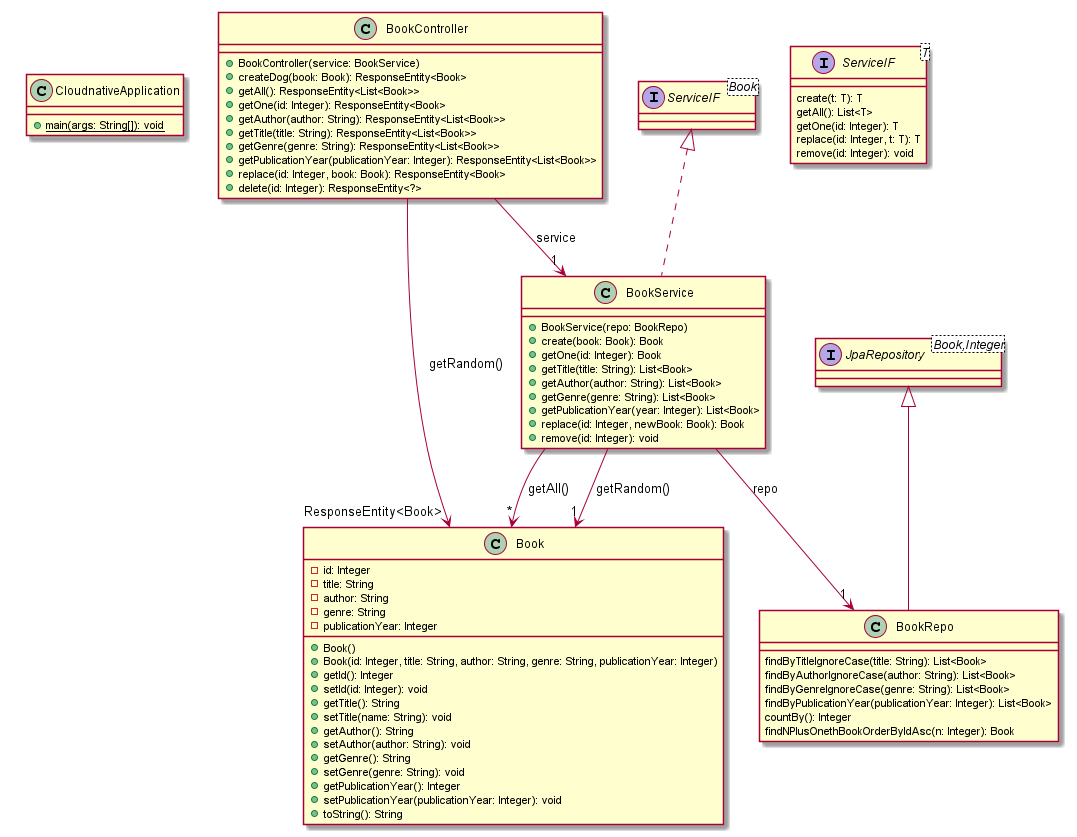 C CloudnativeApplication
main(args: String[]): void
C BookController
BookController(service: BookService)
createDog(book: Book): ResponseEntity<Book>
getAll(): ResponseEntity<List<Book>>
getOne(id: Integer): ResponseEntity<Book>
getAuthor(author: String): ResponseEntity<List<Book>>
getTitle(title: String): ResponseEntity<List<Book>>
getGenre(genre: String): ResponseEntity<List<Book>>
getPublicationYear(publicationYear: Integer): ResponseEntity<List<Book>>
replace(id: Integer, book: Book): ResponseEntity<Book>
delete(id: Integer): ResponseEntity<?>
I ServiceIF Book
I ServiceIF T
create(t: T): T
getAll(): List<T>
getOne(id: Integer): T
replace(id: Integer, t: T): T
remove(id: Integer): void
service
1
C BookService
BookService(repo: BookRepo)
create(book: Book): Book
getOne(id: Integer): Book
getTitle(title: String): List<Book>
getAuthor(author: String): List<Book>
getGenre(genre: String): List<Book>
getPublicationYear(year: Integer): List<Book>
replace(id: Integer, newBook: Book): Book
remove(id: Integer): void
I JpaRepository Book,Integer
getRandom()
ResponseEntity<Book>
getAll()
*
getRandom()
1
repo
1
C Book
id: Integer
title: String
author: String
genre: String
publicationYear: Integer
Book()
Book(id: Integer, title: String, author: String, genre: String, publicationYear: Integer)
getId(): Integer
setId(id: Integer): void
getTitle(): String
setTitle(name: String): void
getAuthor(): String
setAuthor(author: String): void
getGenre(): String
setGenre(genre: String): void
getPublicationYear(): Integer
setPublicationYear(publicationYear: Integer): void
toString(): String
C BookRepo
findByTitleIgnoreCase(title: String): List<Book>
findByAuthorIgnoreCase(author: String): List<Book>
findByGenreIgnoreCase(genre: String): List<Book>
findByPublicationYear(publicationYear: Integer): List<Book>
countBy(): Integer
findNPlusOnethBookOrderByIdAsc(n: Integer): Book